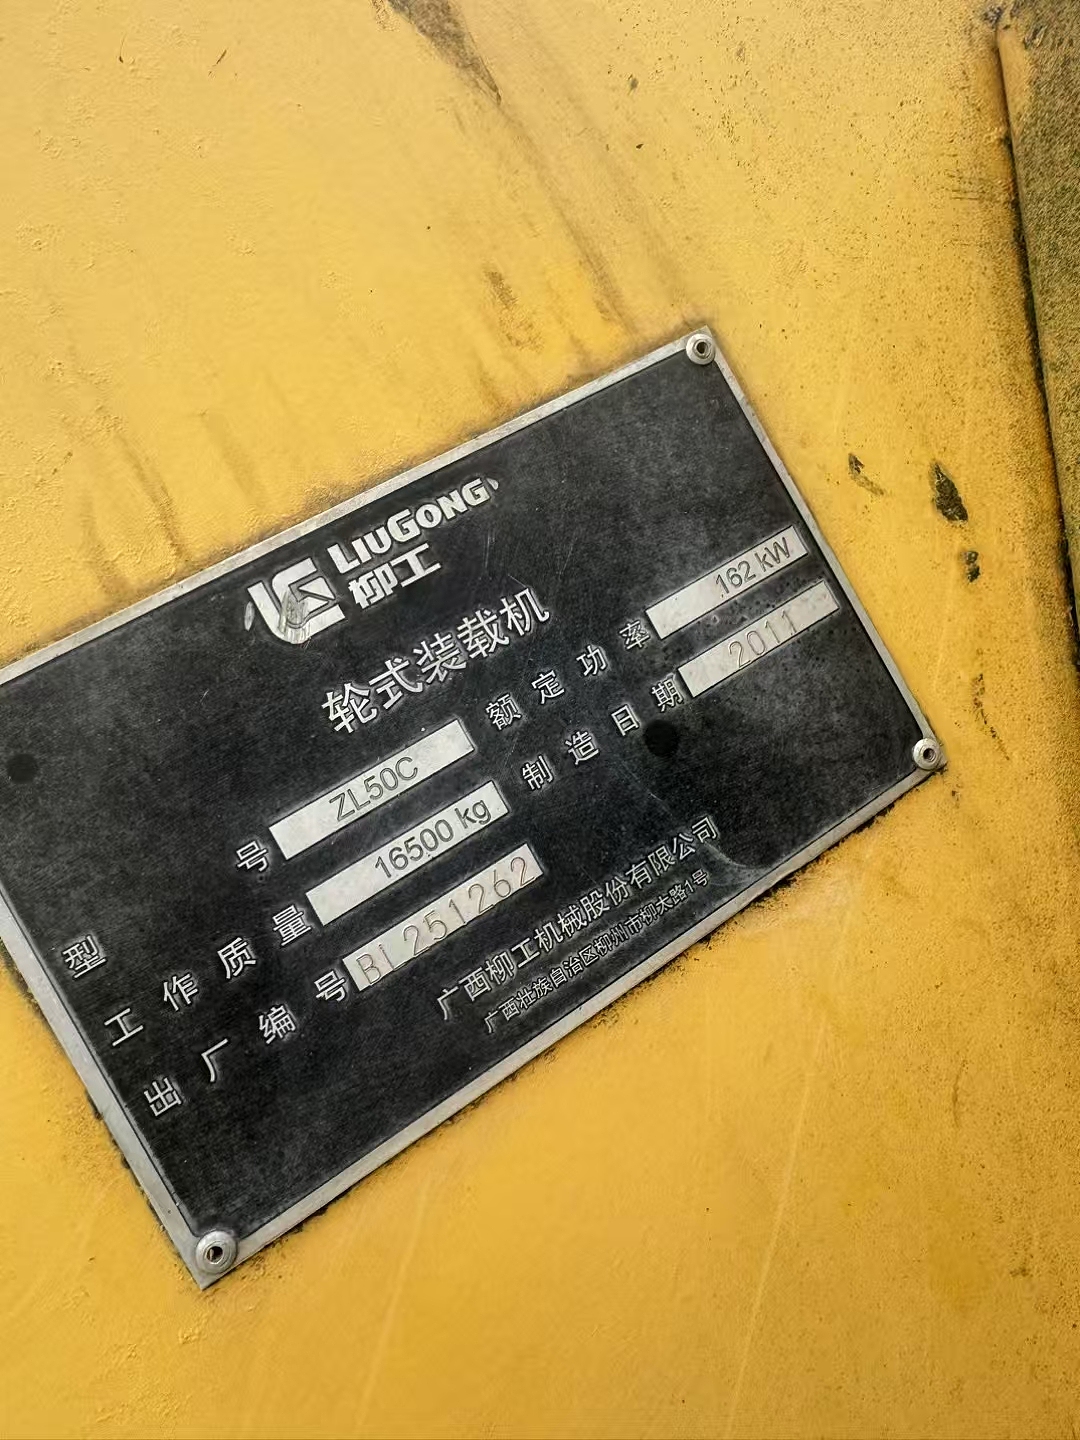 LIUGONG
柳工
轮式装载机
型号 ZL50C 额定功率 162 kW
工作质量 16500 kg 制造日期 2011
出厂编号 BL251262
广西柳工机械股份有限公司
广西壮族自治区柳州市柳太路1号